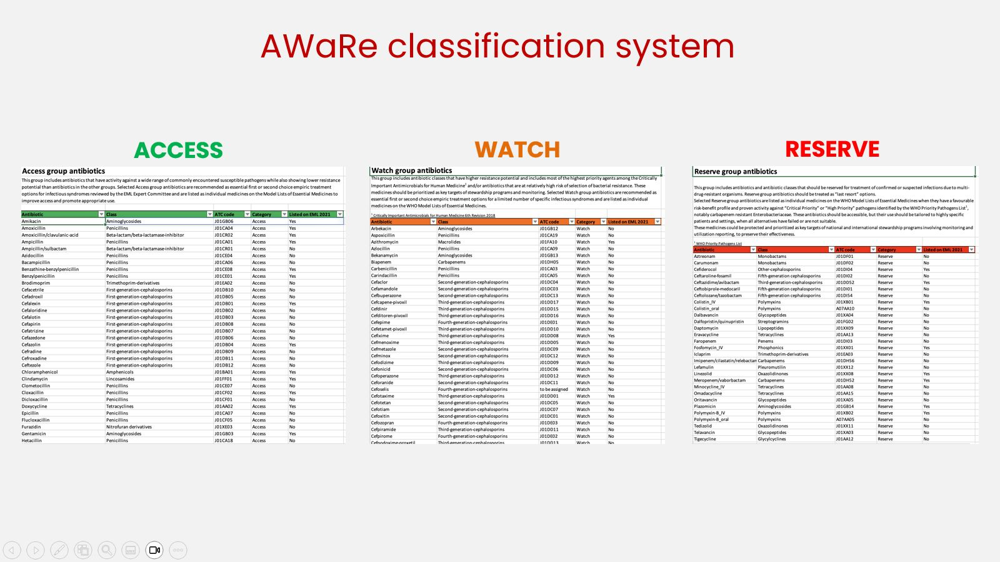 AWaRe classification system
ACCESS
Access group antibiotics
This group includes antibiotics that have activity against a wide range of commonly encountered susceptible pathogens while also showing lower resistance
potential than antibiotics in the other groups. Selected Access group antibiotics are recommended as essential first or second choice empiric treatment
options for infectious syndromes reviewed by the EML Expert Committee and are listed as individual medicines on the Model Lists of Essential Medicines to
improve access and promote appropriate use.
Antibiotic Class ATC code Category Listed on EML 2021
Amikacin Aminoglycosides J01GB06 Access Yes
Amoxicillin Penicillins J01CA04 Access Yes
Amoxicillin/clavulanic-acid Beta-lactam/beta-lactamase-inhibitor J01CR02 Access Yes
Ampicillin Penicillins J01CA01 Access Yes
Ampicillin/sulbactam Beta-lactam/beta-lactamase-inhibitor J01CR01 Access No
Azidocillin Penicillins J01CE04 Access No
Bacampicillin Penicillins J01CA06 Access No
Benzathine-benzylpenicillin Penicillins J01CE08 Access Yes
Benzylpenicillin Penicillins J01CE01 Access Yes
Brodimoprim Trimethoprim-derivatives J01EA02 Access No
Cefacetrile First-generation-cephalosporins J01DB10 Access No
Cefadroxil First-generation-cephalosporins J01DB05 Access No
Cefalexin First-generation-cephalosporins J01DB01 Access Yes
Cefaloridine First-generation-cephalosporins J01DB02 Access No
Cefalotin First-generation-cephalosporins J01DB03 Access No
Cefapirin First-generation-cephalosporins J01DB08 Access No
Cefatrizine First-generation-cephalosporins J01DB07 Access No
Cefazedone First-generation-cephalosporins J01DB06 Access No
Cefazolin First-generation-cephalosporins J01DB04 Access Yes
Cefradine First-generation-cephalosporins J01DB09 Access No
Cefroxadine First-generation-cephalosporins J01DB11 Access No
Ceftezole First-generation-cephalosporins J01DB12 Access No
Chloramphenicol Amphenicols J01BA01 Access Yes
Clindamycin Lincosamides J01FF01 Access Yes
Clometocillin Penicillins J01CE07 Access No
Cloxacillin Penicillins J01CF02 Access Yes
Dicloxacillin Penicillins J01CF01 Access No
Doxycycline Tetracyclines J01AA02 Access Yes
Epicillin Penicillins J01CA07 Access No
Flucloxacillin Penicillins J01CF05 Access No
Furazidin Nitrofuran derivatives J01XE03 Access No
Gentamicin Aminoglycosides J01GB03 Access Yes
Hetacillin Penicillins J01CA18 Access No
WATCH
Watch group antibiotics
This group includes antibiotic classes that have higher resistance potential and includes most of the highest priority agents among the Critically
Important Antimicrobials for Human Medicine¹ and/or antibiotics that are at relatively high risk of selection of bacterial resistance. These
medicines should be prioritized as key targets of stewardship programs and monitoring. Selected Watch group antibiotics are recommended as
essential first or second choice empiric treatment options for a limited number of specific infectious syndromes and are listed as individual
medicines on the WHO Model Lists of Essential Medicines.
¹ Critically Important Antimicrobials for Human Medicine 6th Revision 2018
Antibiotic Class ATC code Category Listed on EML 2021
Arbekacin Aminoglycosides J01GB12 Watch No
Aspoxicillin Penicillins J01CA19 Watch No
Azithromycin Macrolides J01FA10 Watch Yes
Azlocillin Penicillins J01CA09 Watch No
Bekanamycin Aminoglycosides J01GB13 Watch No
Biapenem Carbapenems J01DH05 Watch No
Carbenicillin Penicillins J01CA03 Watch No
Carindacillin Penicillins J01CA05 Watch No
Cefaclor Second-generation-cephalosporins J01DC04 Watch No
Cefamandole Second-generation-cephalosporins J01DC03 Watch No
Cefbuperazone Second-generation-cephalosporins J01DC13 Watch No
Cefcapene-pivoxil Third-generation-cephalosporins J01DD17 Watch No
Cefdinir Third-generation-cephalosporins J01DD15 Watch No
Cefditoren-pivoxil Third-generation-cephalosporins J01DD16 Watch No
Cefepime Fourth-generation-cephalosporins J01DE01 Watch No
Cefetamet-pivoxil Third-generation-cephalosporins J01DD10 Watch No
Cefixime Third-generation-cephalosporins J01DD08 Watch Yes
Cefmenoxime Third-generation-cephalosporins J01DD05 Watch No
Cefmetazole Second-generation-cephalosporins J01DC09 Watch No
Cefminox Second-generation-cephalosporins J01DC12 Watch No
Cefodizime Third-generation-cephalosporins J01DD09 Watch No
Cefonicid Second-generation-cephalosporins J01DC06 Watch No
Cefoperazone Third-generation-cephalosporins J01DD12 Watch No
Ceforanide Second-generation-cephalosporins J01DC11 Watch No
Cefoselis Fourth-generation-cephalosporins to be assigned Watch No
Cefotaxime Third-generation-cephalosporins J01DD01 Watch Yes
Cefotetan Second-generation-cephalosporins J01DC05 Watch No
Cefotiam Second-generation-cephalosporins J01DC07 Watch No
Cefoxitin Second-generation-cephalosporins J01DC01 Watch No
Cefozopran Fourth-generation-cephalosporins J01DE03 Watch No
Cefpiramide Third-generation-cephalosporins J01DD11 Watch No
Cefpirome Fourth-generation-cephalosporins J01DE02 Watch No
Cefpodoxime-proxetil Third-generation-cephalosporins J01DD13 Watch No
RESERVE
Reserve group antibiotics
This group includes antibiotics and antibiotic classes that should be reserved for treatment of confirmed or suspected infections due to multi-
drug-resistant organisms. Reserve group antibiotics should be treated as "last resort" options.
Selected Reserve group antibiotics are listed as individual medicines on the WHO Model Lists of Essential Medicines when they have a favourable
risk-benefit profile and proven activity against "Critical Priority" or "High Priority" pathogens identified by the WHO Priority Pathogens List¹,
notably carbapenem resistant Enterobacteriaceae. These antibiotics should be accessible, but their use should be tailored to highly specific
patients and settings, when all alternatives have failed or are not suitable.
These medicines could be protected and prioritized as key targets of national and international stewardship programs involving monitoring and
utilization reporting, to preserve their effectiveness.
¹ WHO Priority Pathogens List
Antibiotic Class ATC code Category Listed on EML 2021
Aztreonam Monobactams J01DF01 Reserve No
Carumonam Monobactams J01DF02 Reserve No
Cefiderocol Other-cephalosporins J01DI04 Reserve Yes
Ceftaroline-fosamil Fifth-generation cephalosporins J01DI02 Reserve No
Ceftazidime/avibactam Third-generation-cephalosporins J01DD52 Reserve Yes
Ceftobiprole-medocaril Fifth-generation cephalosporins J01DI01 Reserve No
Ceftolozane/tazobactam Fifth-generation cephalosporins J01DI54 Reserve No
Colistin_IV Polymyxins J01XB01 Reserve Yes
Colistin_oral Polymyxins A07AA10 Reserve No
Dalbavancin Glycopeptides J01XA04 Reserve No
Dalfopristin/quinupristin Streptogramins J01FG02 Reserve No
Daptomycin Lipopeptides J01XX09 Reserve No
Eravacycline Tetracyclines J01AA13 Reserve No
Faropenem Penems J01DI03 Reserve No
Fosfomycin_IV Phosphonics J01XX01 Reserve Yes
Iclaprim Trimethoprim-derivatives J01EA03 Reserve No
Imipenem/cilastatin/relebactam Carbapenems J01DH56 Reserve No
Lefamulin Pleuromutilin J01XX12 Reserve No
Linezolid Oxazolidinones J01XX08 Reserve Yes
Meropenem/vaborbactam Carbapenems J01DH52 Reserve Yes
Minocycline_IV Tetracyclines J01AA08 Reserve No
Omadacycline Tetracyclines J01AA15 Reserve No
Oritavancin Glycopeptides J01XA05 Reserve No
Plazomicin Aminoglycosides J01GB14 Reserve Yes
Polymyxin-B_IV Polymyxins J01XB02 Reserve Yes
Polymyxin-B_oral Polymyxins A07AA05 Reserve No
Tedizolid Oxazolidinones J01XX11 Reserve No
Telavancin Glycopeptides J01XA03 Reserve No
Tigecycline Glycylcyclines J01AA12 Reserve No